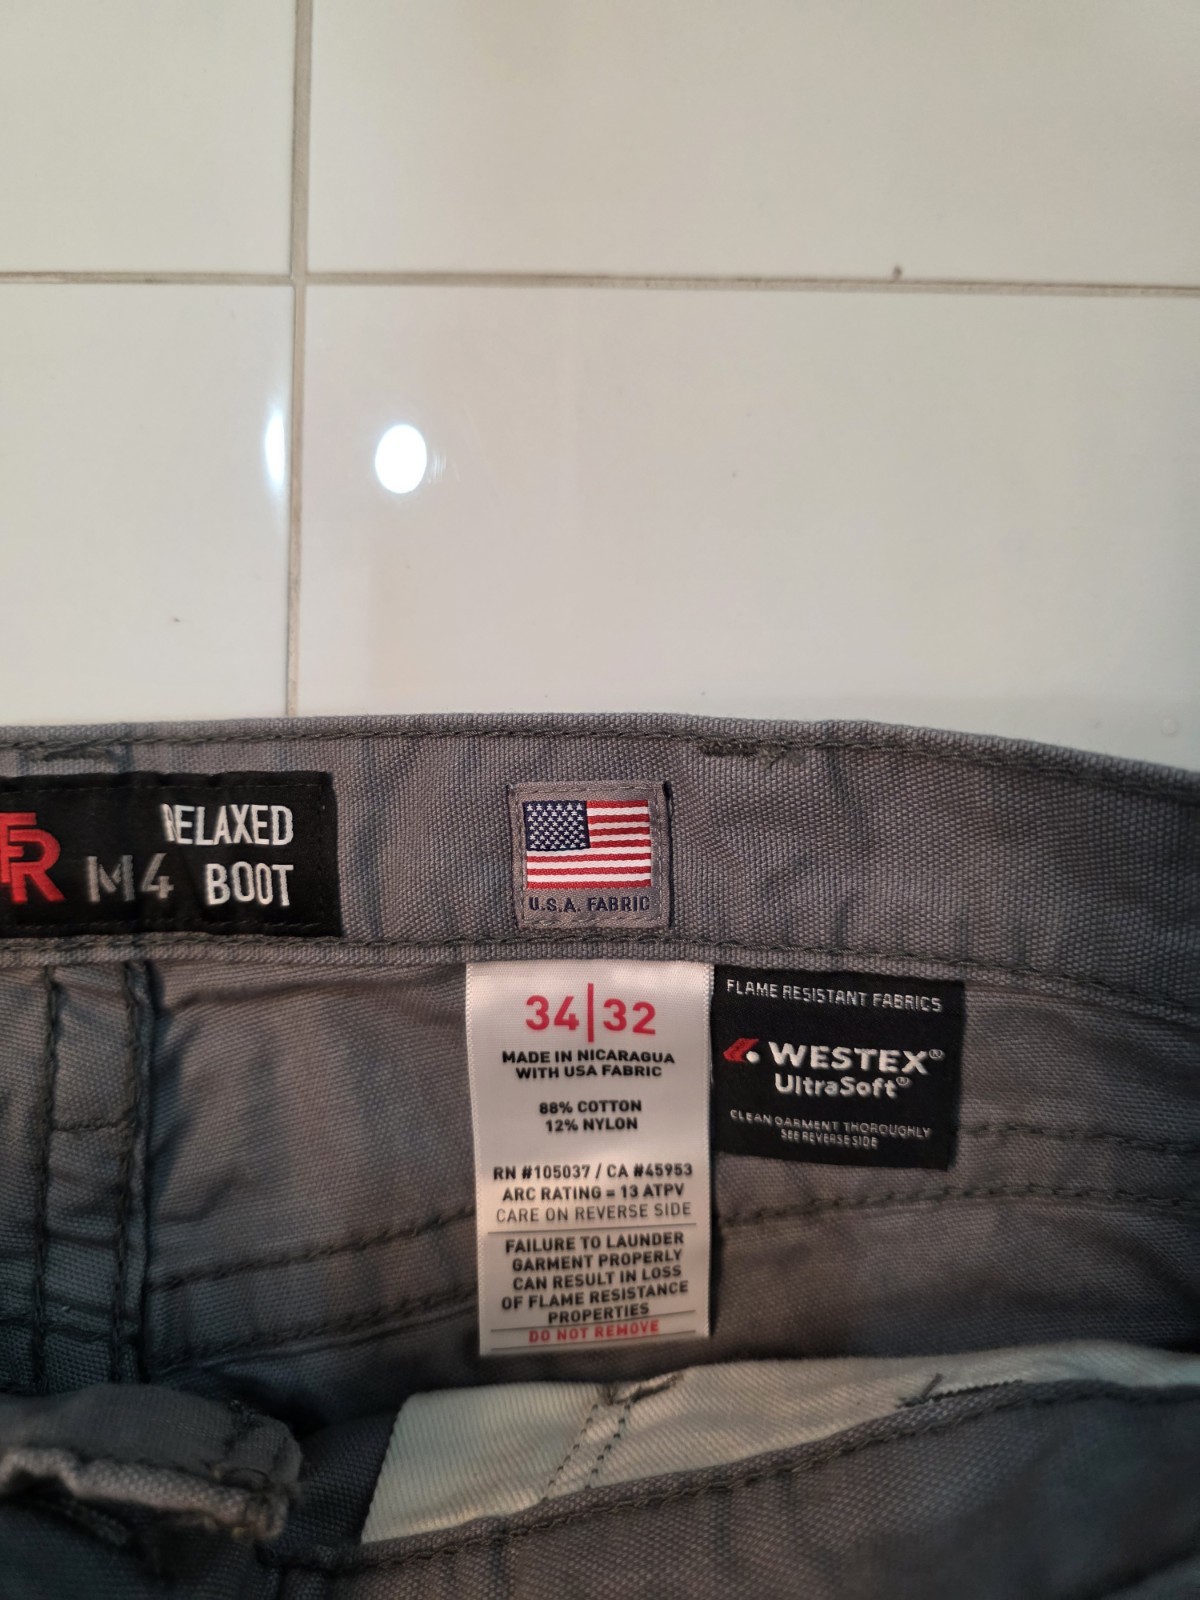 FR M4 RELAXED
BOOT
U.S.A. FABRIC
34|32
MADE IN NICARAGUA
WITH USA FABRIC
88% COTTON
12% NYLON
RN #105037 / CA #45953
ARC RATING = 13 ATPV
CARE ON REVERSE SIDE
FAILURE TO LAUNDER
GARMENT PROPERLY
CAN RESULT IN LOSS
OF FLAME RESISTANCE
PROPERTIES
DO NOT REMOVE
FLAME RESISTANT FABRICS
WESTEX®
UltraSoft®
CLEAN GARMENT THOROUGHLY
SEE REVERSE SIDE